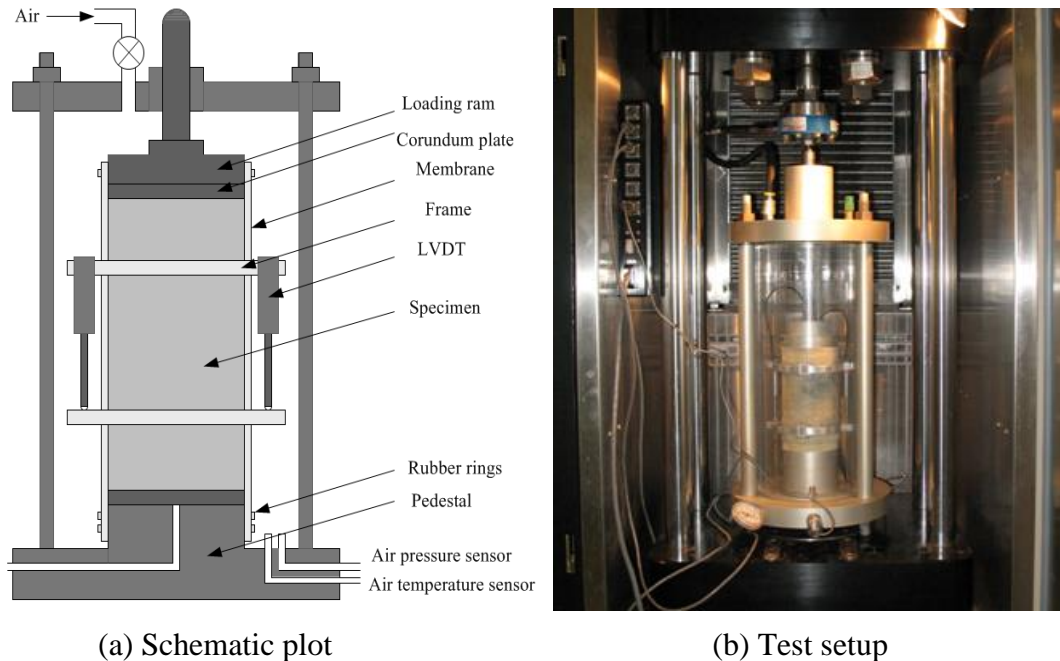 Air
Loading ram
Corundum plate
Membrane
Frame
LVDT
Specimen
Rubber rings
Pedestal
Air pressure sensor
Air temperature sensor
(a) Schematic plot
(b) Test setup